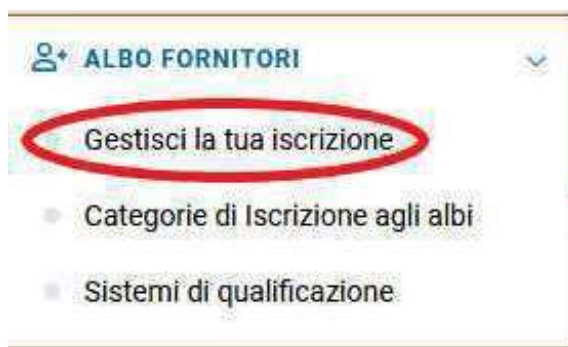 ALBO FORNITORI
Gestisci la tua iscrizione
Categorie di Iscrizione agli albi
Sistemi di qualificazione